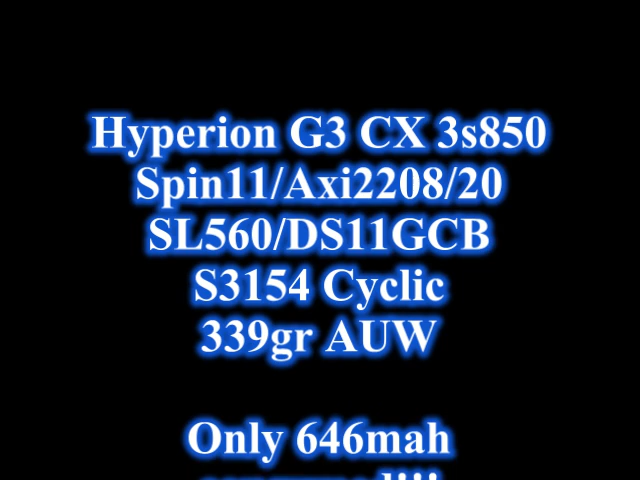 Hyperion G3 CX 3s850
Spin11/Axi2208/20
SL560/DS11GCB
S3154 Cyclic
339gr AUW
Only 646mah